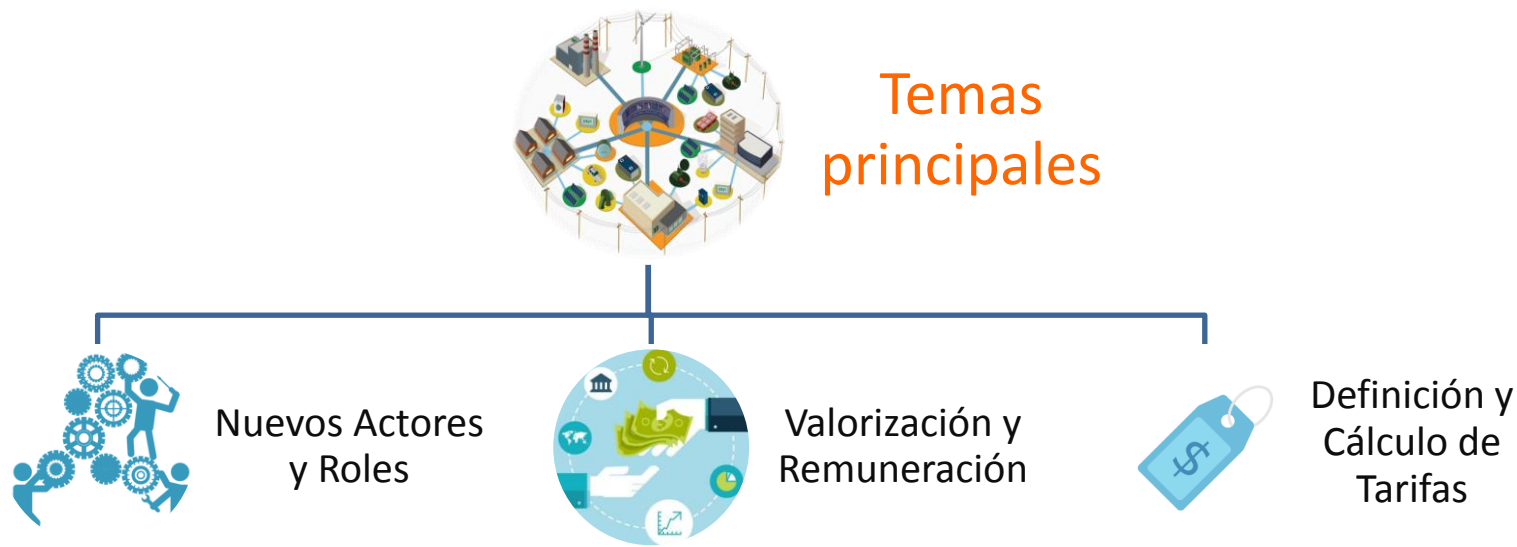 Temas
principales
Nuevos Actores
y Roles
Valorización y
Remuneración
Definición y
Cálculo de
Tarifas
$